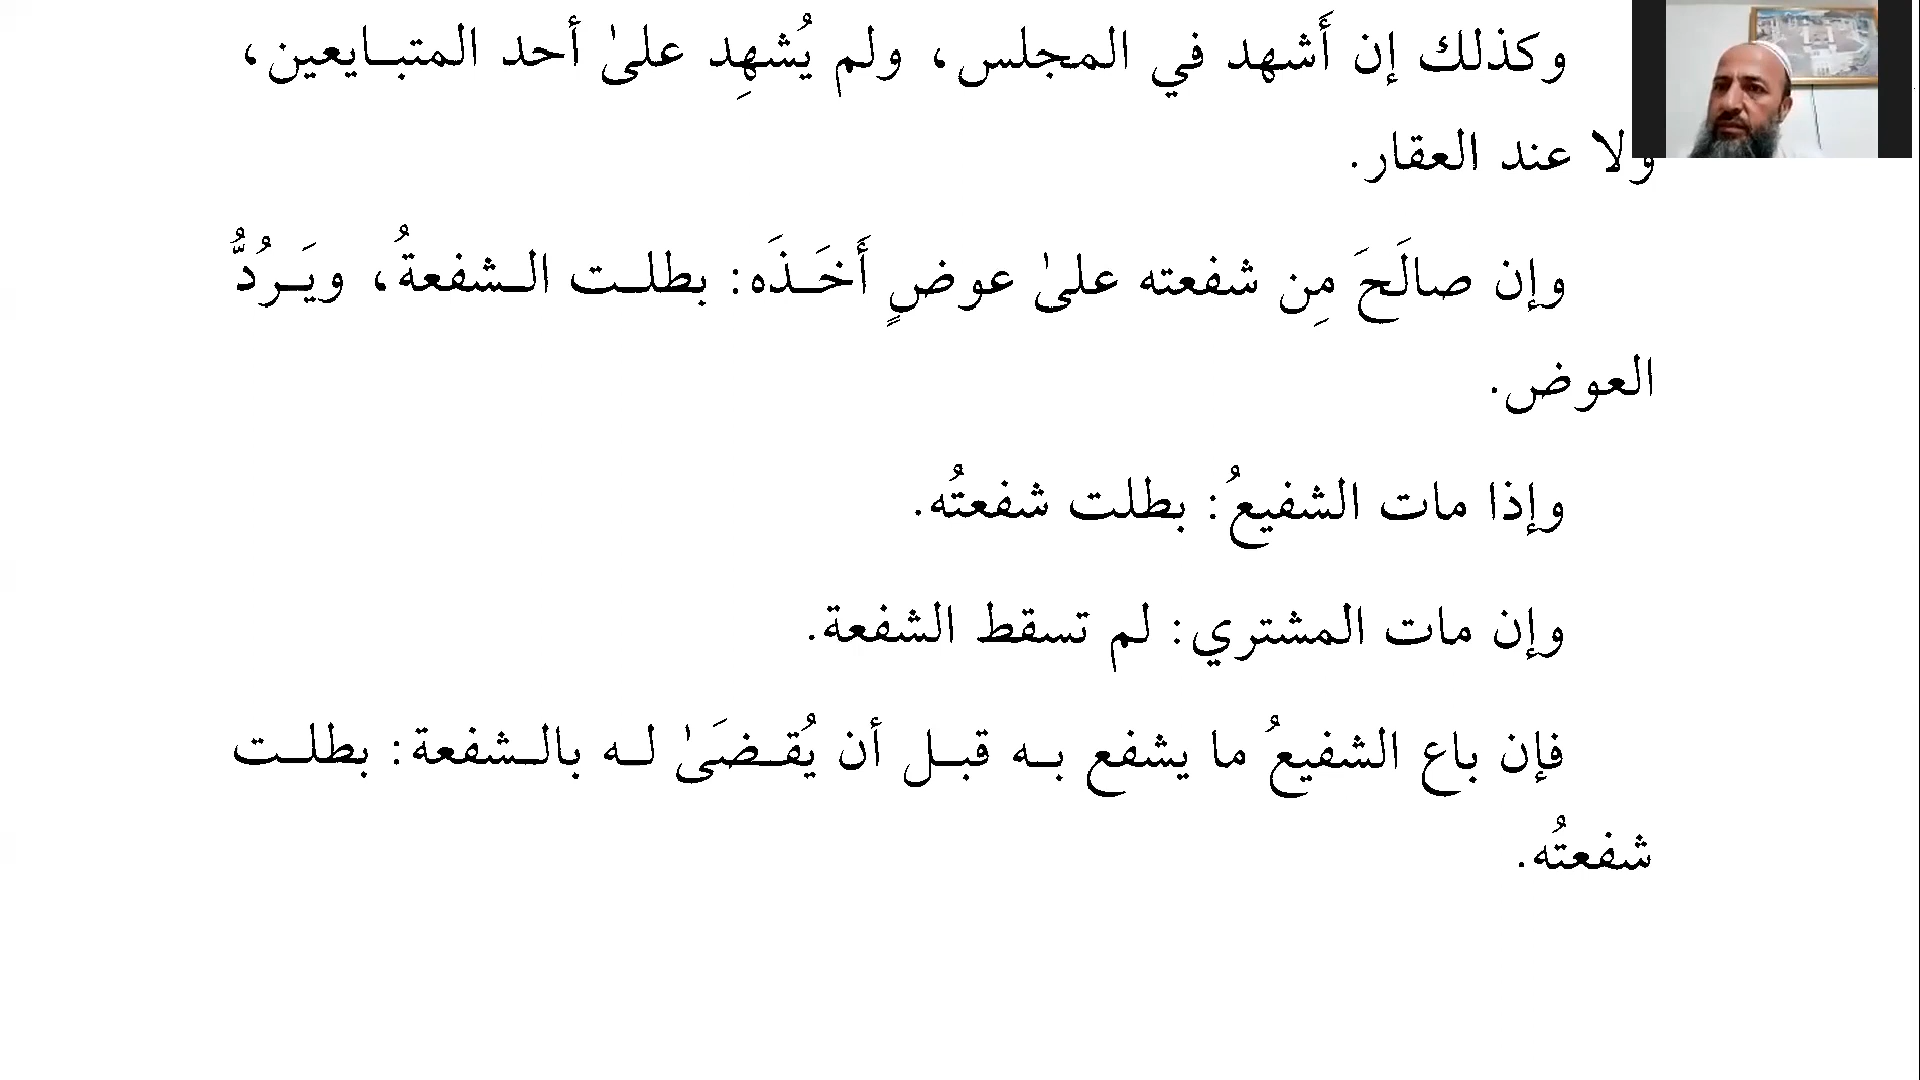 وكذلك إن أَشهد في المجلس، ولم يُشهِد علىٰ أحد المتبـايعين،
ولا عند العقار.
وإن صالَحَ مِن شفعته علىٰ عوضٍ أَخَـذَه: بطلـت الـشفعةُ، ويَـرُدُّ
العوض.
وإذا مات الشفيعُ: بطلت شفعتُه.
وإن مات المشتري: لم تسقط الشفعة.
فإن باع الشفيعُ ما يشفع بـه قبـل أن يُقـضَىٰ لـه بالـشفعة: بطلـت
شفعتُه.